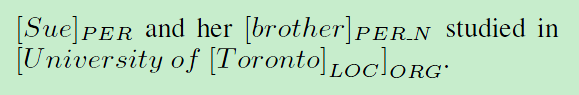 [Sue]PER and her [brother]PER_N studied in
[University of [Toronto]LOC]ORG.